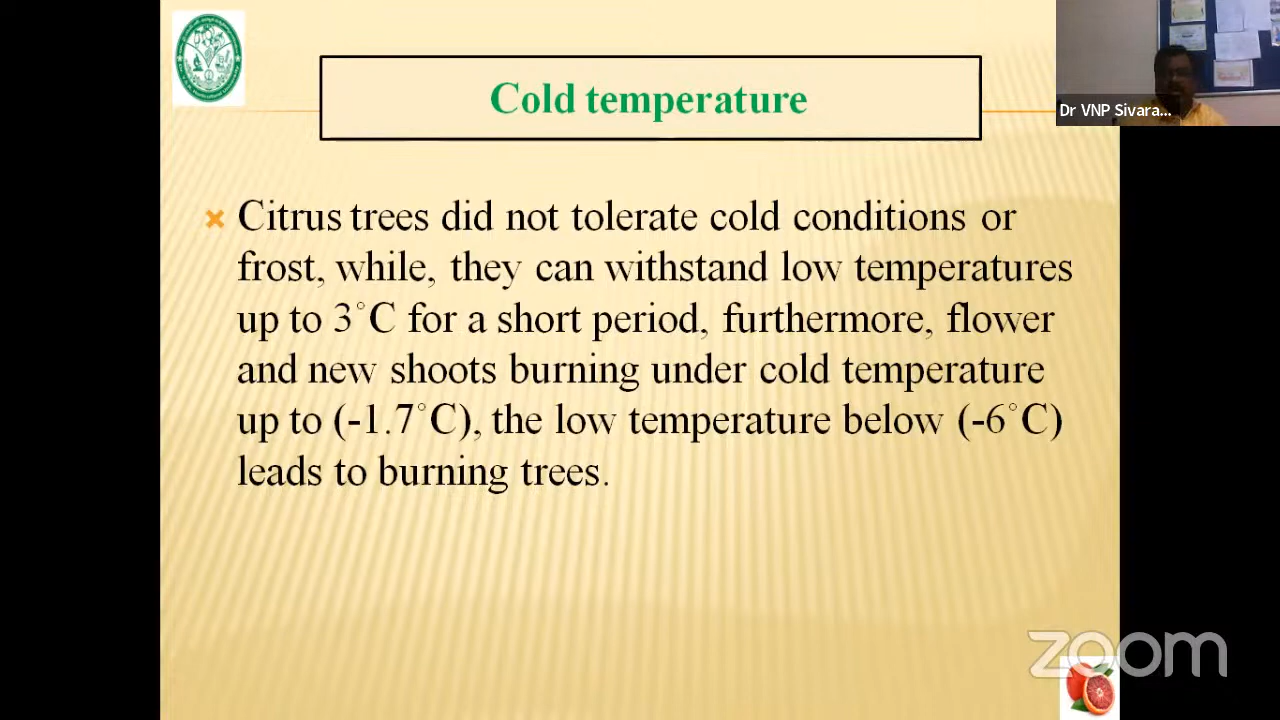 Cold temperature
Dr VNP Sivara...
Citrus trees did not tolerate cold conditions or
frost, while, they can withstand low temperatures
up to 3°C for a short period, furthermore, flower
and new shoots burning under cold temperature
up to (-1.7°C), the low temperature below (-6°C)
leads to burning trees.
zoom